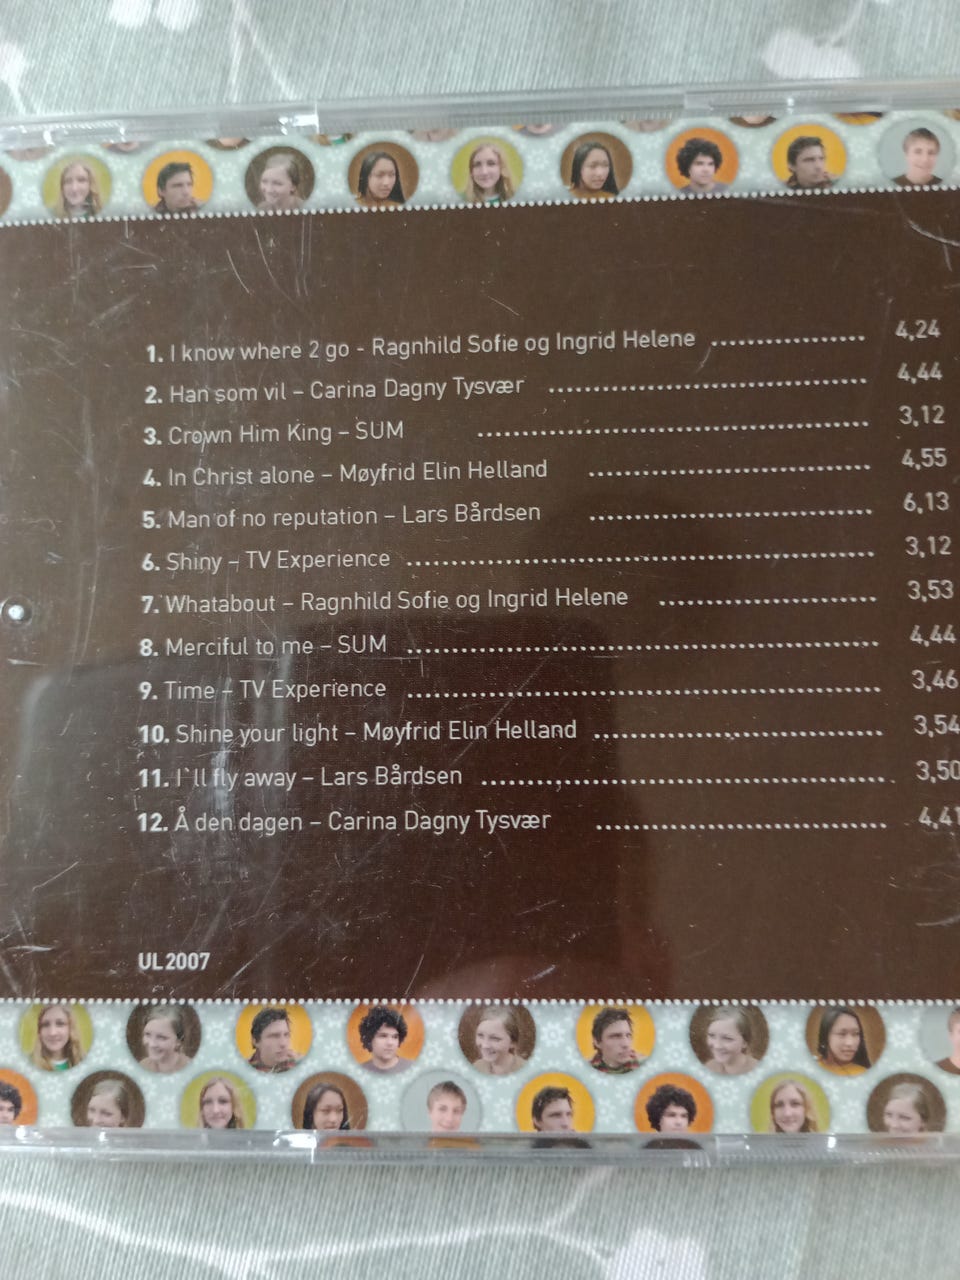 1. I know where 2 go - Ragnhild Sofie og Ingrid Helene ................. 4,24
2. Han som vil – Carina Dagny Tysvær ................................... 4,44
3. Crown Him King – SUM ........................................... 3,12
4. In Christ alone – Møyfrid Elin Helland ............................... 4,55
5. Man of no reputation – Lars Bårdsen ............................... 6,13
6. Shiny – TV Experience .................................................... 3,12
7. Whatabout – Ragnhild Sofie og Ingrid Helene ........................ 3,53
8. Merciful to me – SUM .................................................... 4,44
9. Time – TV Experience .................................................... 3,46
10. Shine your light – Møyfrid Elin Helland ................................ 3,54
11. I`ll fly away – Lars Bårdsen ............................................. 3,50
12. Å den dagen – Carina Dagny Tysvær ................................ 4,41
UL2007